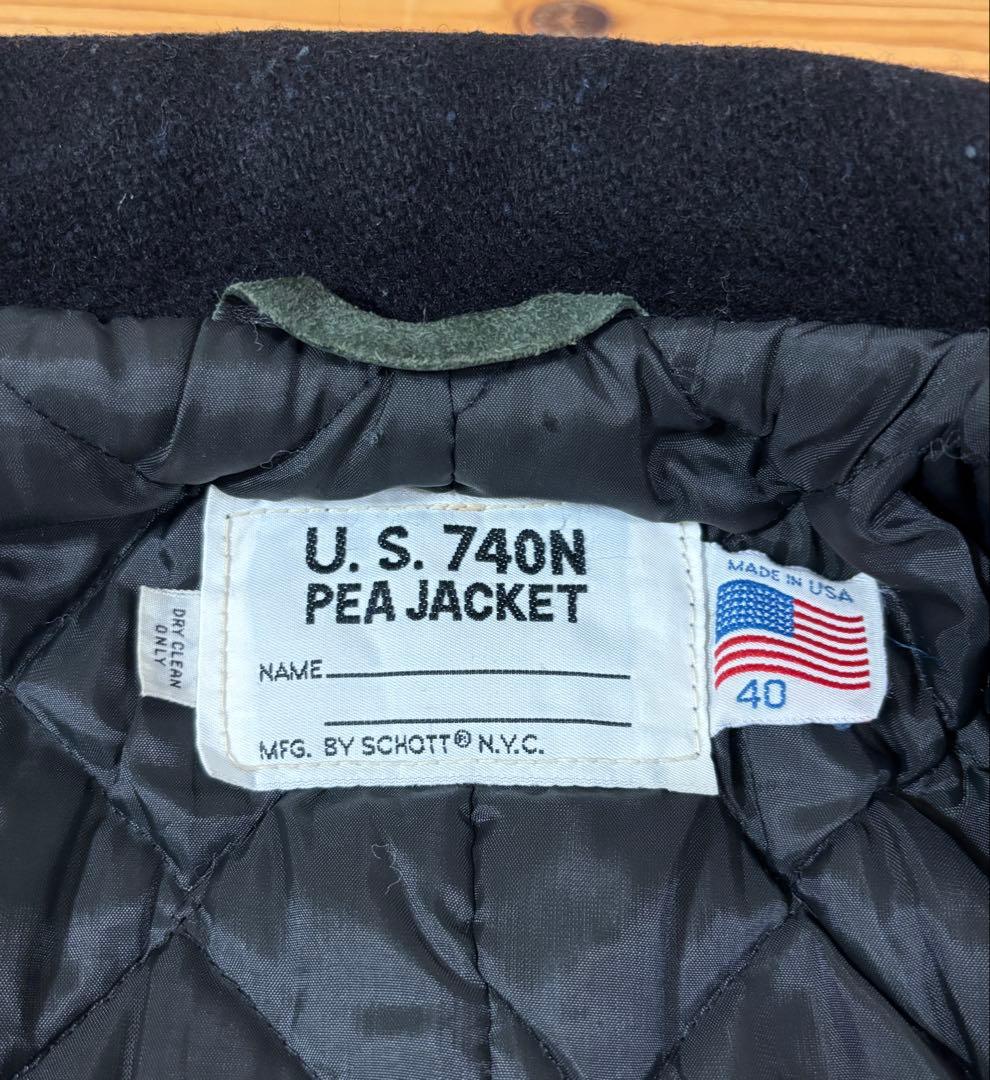 U. S. 740N
PEA JACKET
NAME
MFG. BY SCHOTT® N.Y.C.
DRY CLEAN
ONLY
MADE IN USA
40